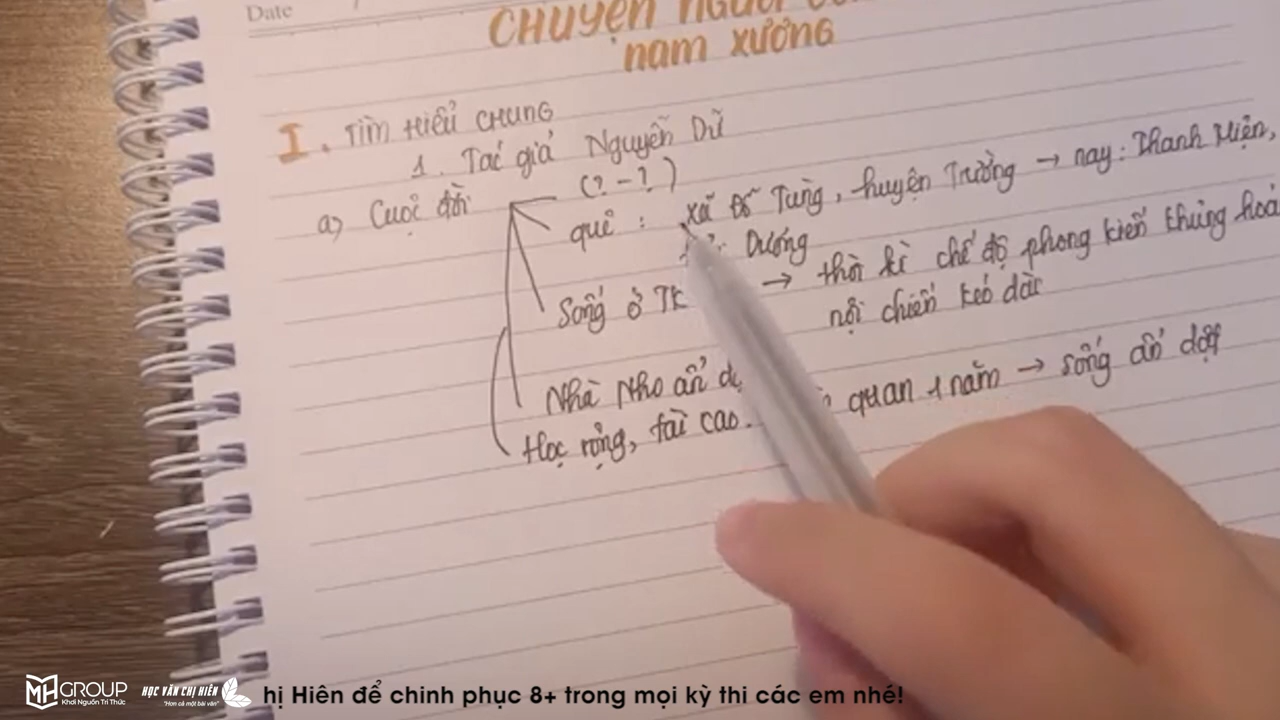 Date
CHUYỆN NGƯỜI
NAM XƯƠNG
I. Tìm hiểu chung
1. Tác giả Nguyễn Dữ
a) Cuộc đời
(? - ?)
quê : xã Đỗ Tùng, huyện Trường → nay: Thanh Miện,
Dương
Sống ở TK → thời kì chế độ phong kiến khủng hoả
nội chiến kéo dài
Nhà Nho ẩn quan 1 năm → sống ẩn dật
Học rộng, tài cao.
MH GROUP
Khơi Nguồn Tri Thức
HỌC VĂN CHỊ HIÊN
"Hơn cả một bài văn"
hị Hiên để chinh phục 8+ trong mọi kỳ thi các em nhé!